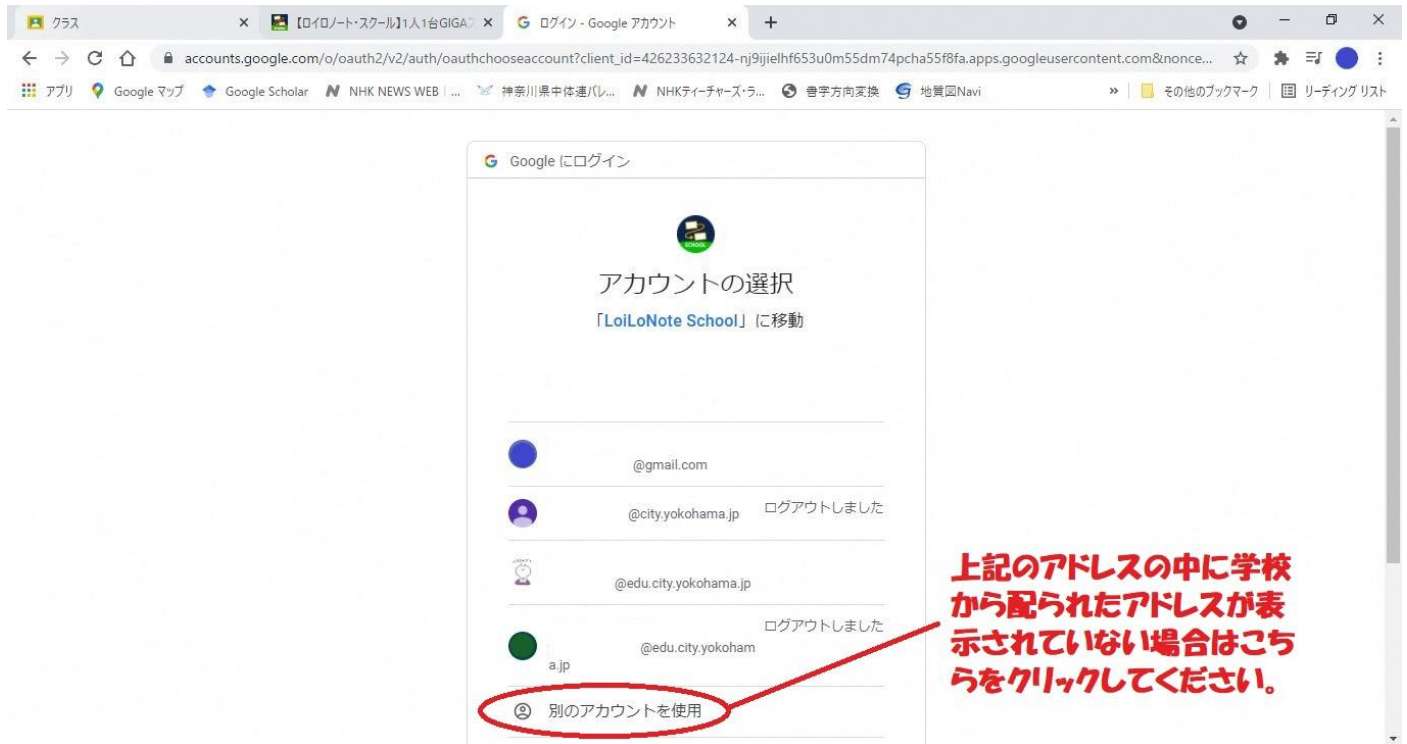 クラス
【ロイロノート・スクール】1人1台GIGAス
ログイン - Google アカウント
accounts.google.com/o/oauth2/v2/auth/oauthchooseaccount?client_id=426233632124-nj9ijielhf653u0m55dm74pcha55f8fa.apps.googleusercontent.com&nonce...
アプリ
Google マップ
Google Scholar
NHK NEWS WEB | ...
神奈川県中体連バレ...
NHKティーチャーズ・ラ...
書字方向変換
地質図Navi
»
その他のブックマーク
リーディング リスト
Google にログイン
SCHOOL
アカウントの選択
「LoiLoNote School」に移動
@gmail.com
@city.yokohama.jp
ログアウトしました
@edu.city.yokohama.jp
ログアウトしました
@edu.city.yokoham
a.jp
別のアカウントを使用
上記のアドレスの中に学校
から配られたアドレスが表
示されていない場合はこち
らをクリックしてください。